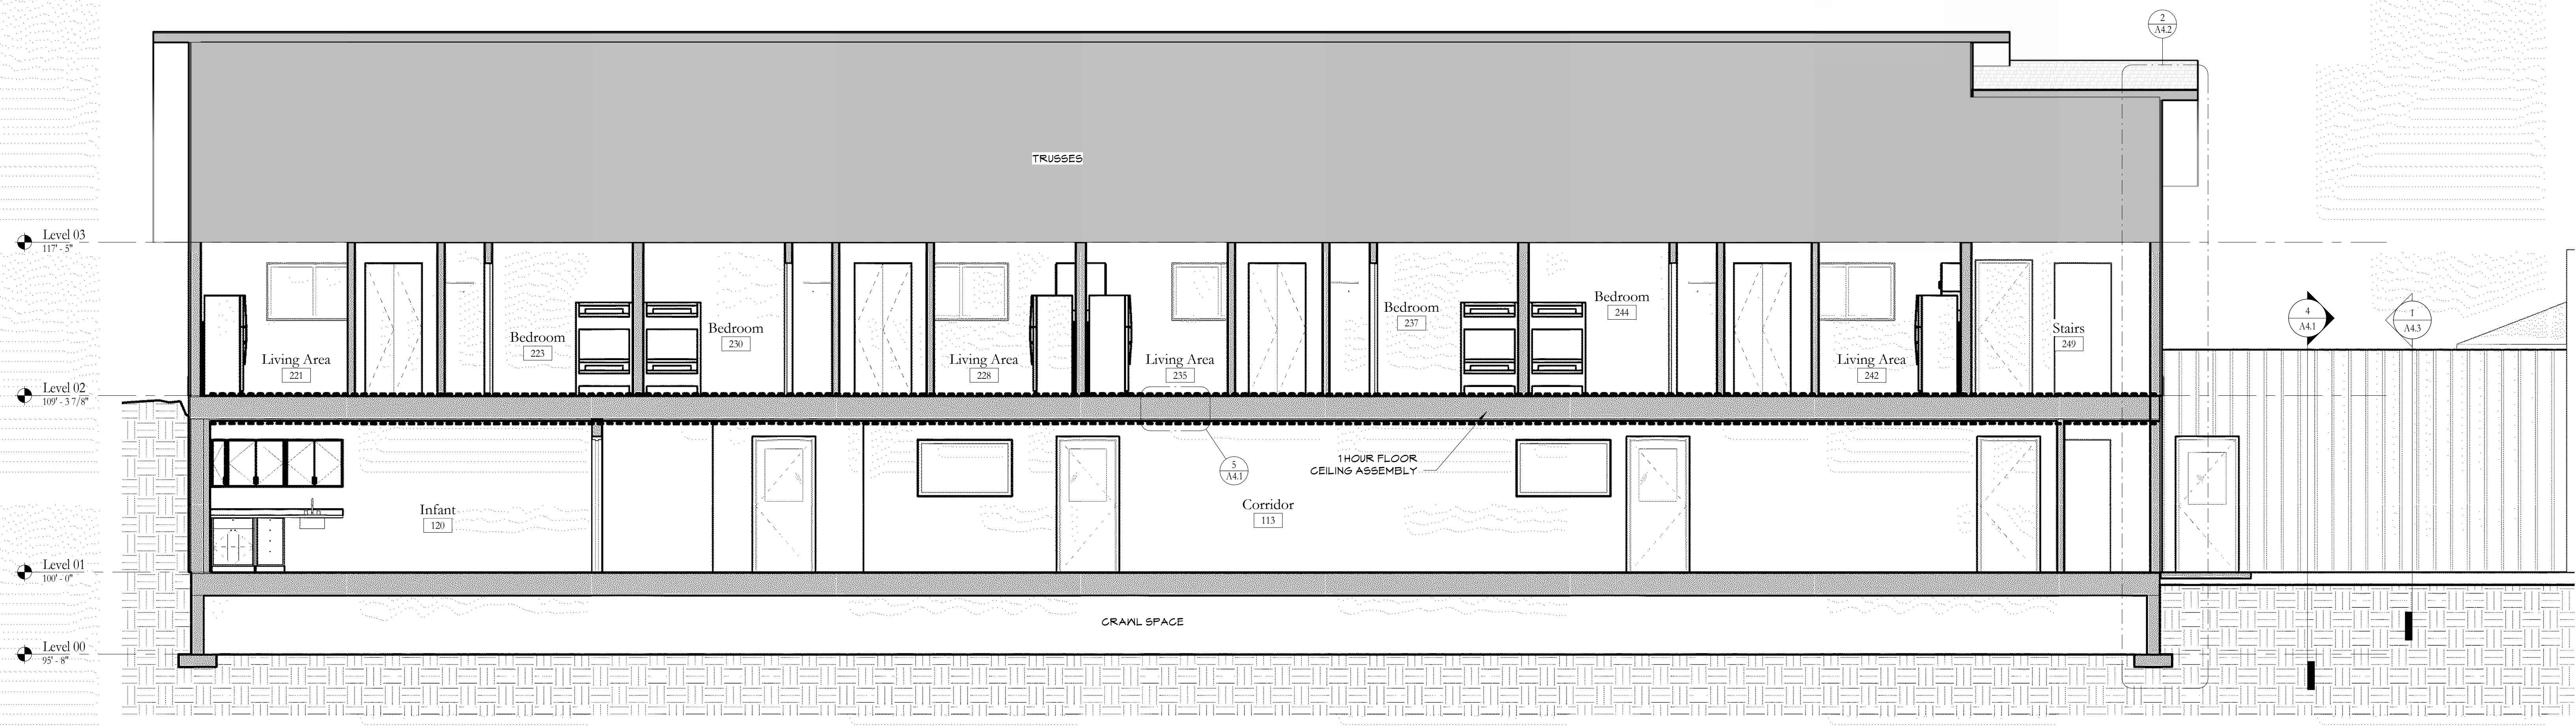 2
A4.2
TRUSSES
Level 03
117' - 5"
Living Area
221
Bedroom
223
Bedroom
230
Living Area
228
Living Area
235
Bedroom
237
Bedroom
244
Living Area
242
Stairs
249
4
A4.1
1
A4.3
Level 02
109' - 3 7/8"
5
A4.1
1 HOUR FLOOR
CEILING ASSEMBLY
Infant
120
Corridor
113
Level 01
100' - 0"
CRAWL SPACE
Level 00
95' - 8"